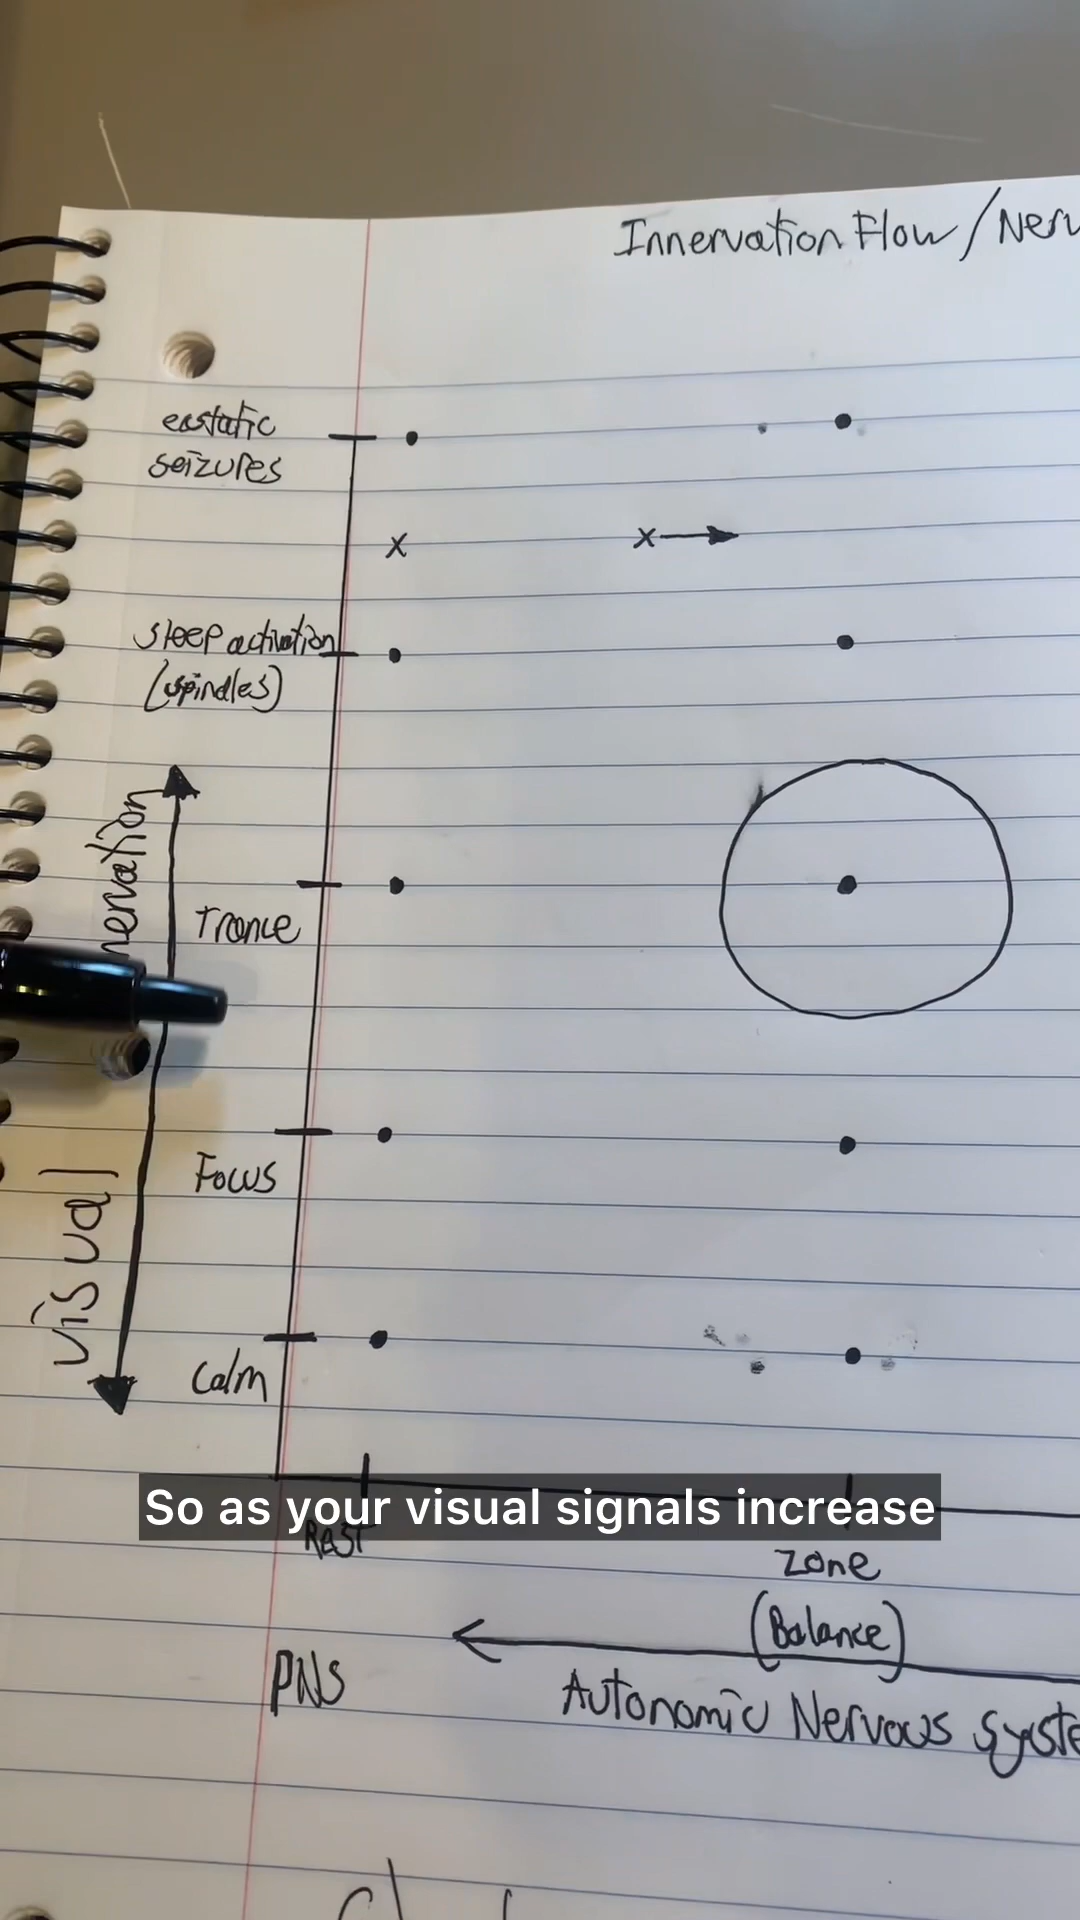 Innervation Flow / Nerv
ecstatic
seizures
x
x
sleep activation
(spindles)
nervation
Trance
Focus
visual
Calm
So as your visual signals increase
Rest
Zone
(Balance)
PNS
Autonomic Nervous Syste